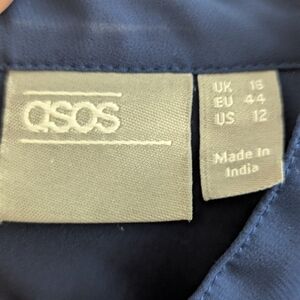 asos
UK 16
EU 44
US 12
Made in
India